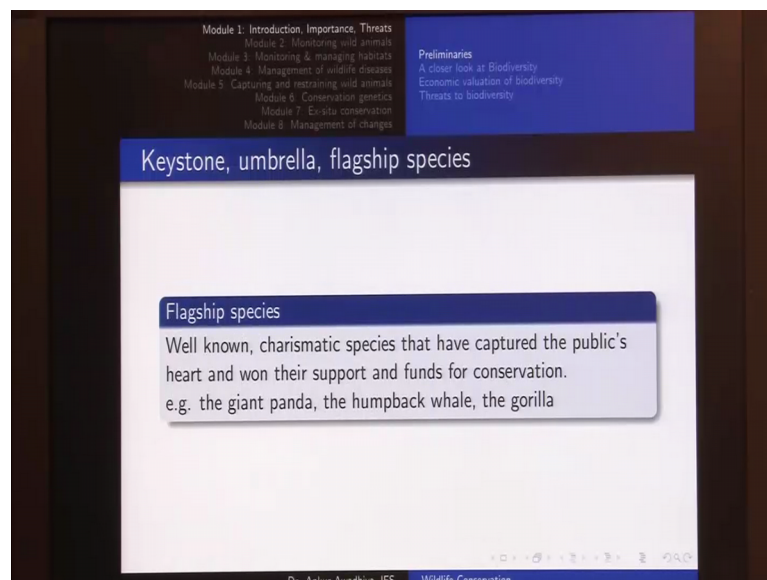 Module 1: Introduction, Importance, Threats
Module 2: Monitoring wild animals
Module 3: Monitoring & managing habitats
Module 4: Management of wildlife diseases
Module 5: Capturing and restraining wild animals
Module 6: Conservation genetics
Module 7: Ex-situ conservation
Module 8: Management of changes
Preliminaries
A closer look at Biodiversity
Economic valuation of biodiversity
Threats to biodiversity
Keystone, umbrella, flagship species
Flagship species
Well known, charismatic species that have captured the public's
heart and won their support and funds for conservation.
e.g. the giant panda, the humpback whale, the gorilla
Dr. Ankur Awadhiya, IFS
Wildlife Conservation